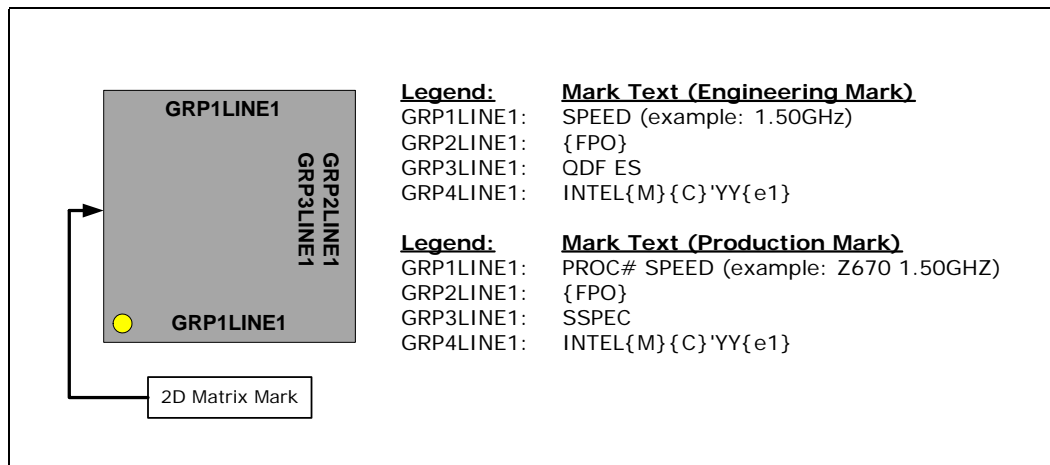 GRP1LINE1
GRP2LINE1
GRP3LINE1
GRP1LINE1
2D Matrix Mark
Legend: Mark Text (Engineering Mark)
GRP1LINE1: SPEED (example: 1.50GHz)
GRP2LINE1: {FPO}
GRP3LINE1: QDF ES
GRP4LINE1: INTEL{M}{C}'YY{e1}
Legend: Mark Text (Production Mark)
GRP1LINE1: PROC# SPEED (example: Z670 1.50GHZ)
GRP2LINE1: {FPO}
GRP3LINE1: SSPEC
GRP4LINE1: INTEL{M}{C}'YY{e1}